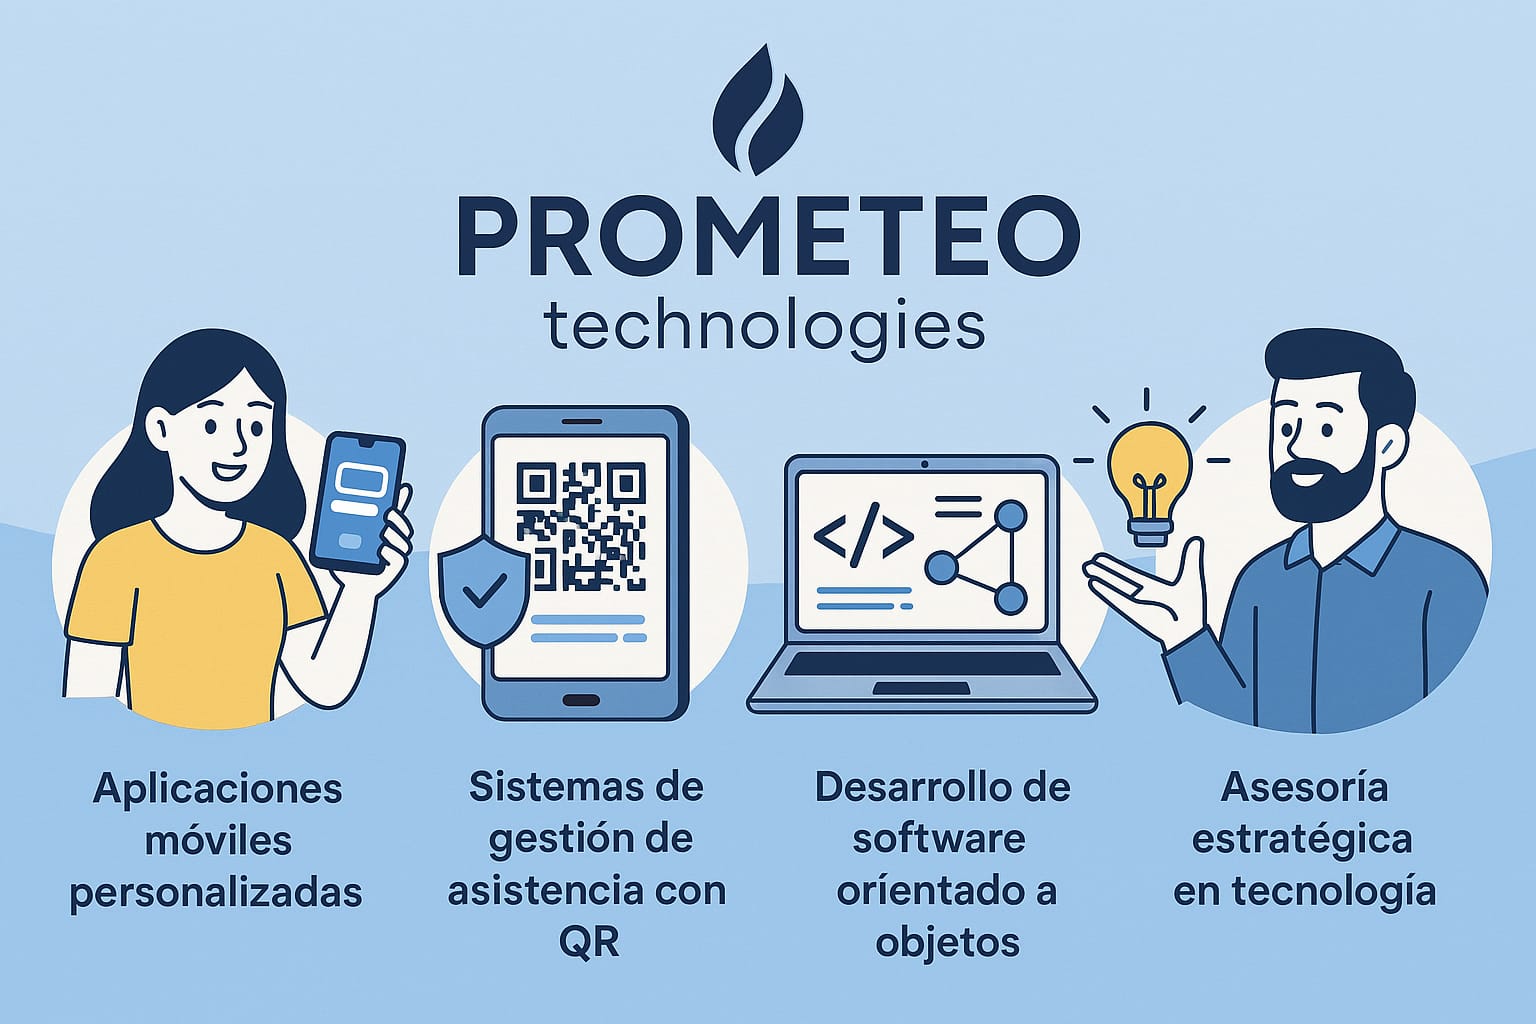 PROMETEO
technologies
</>
Aplicaciones
móviles
personalizadas
Sistemas de
gestión de
asistencia con
QR
Desarrollo de
software
oríentado a
objetos
Asesoría
estratégica
en tecnología